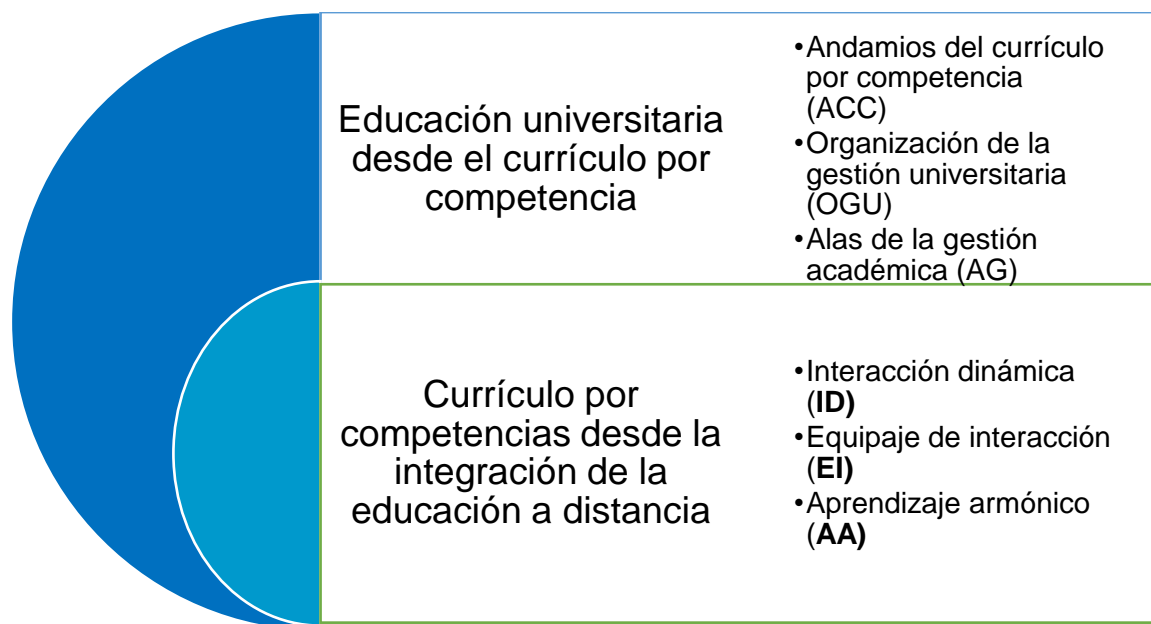 Educación universitaria
desde el currículo por
competencia
•Andamios del currículo
por competencia
(ACC)
•Organización de la
gestión universitaria
(OGU)
•Alas de la gestión
académica (AG)
Currículo por
competencias desde la
integración de la
educación a distancia
•Interacción dinámica
(ID)
•Equipaje de interacción
(EI)
•Aprendizaje armónico
(AA)